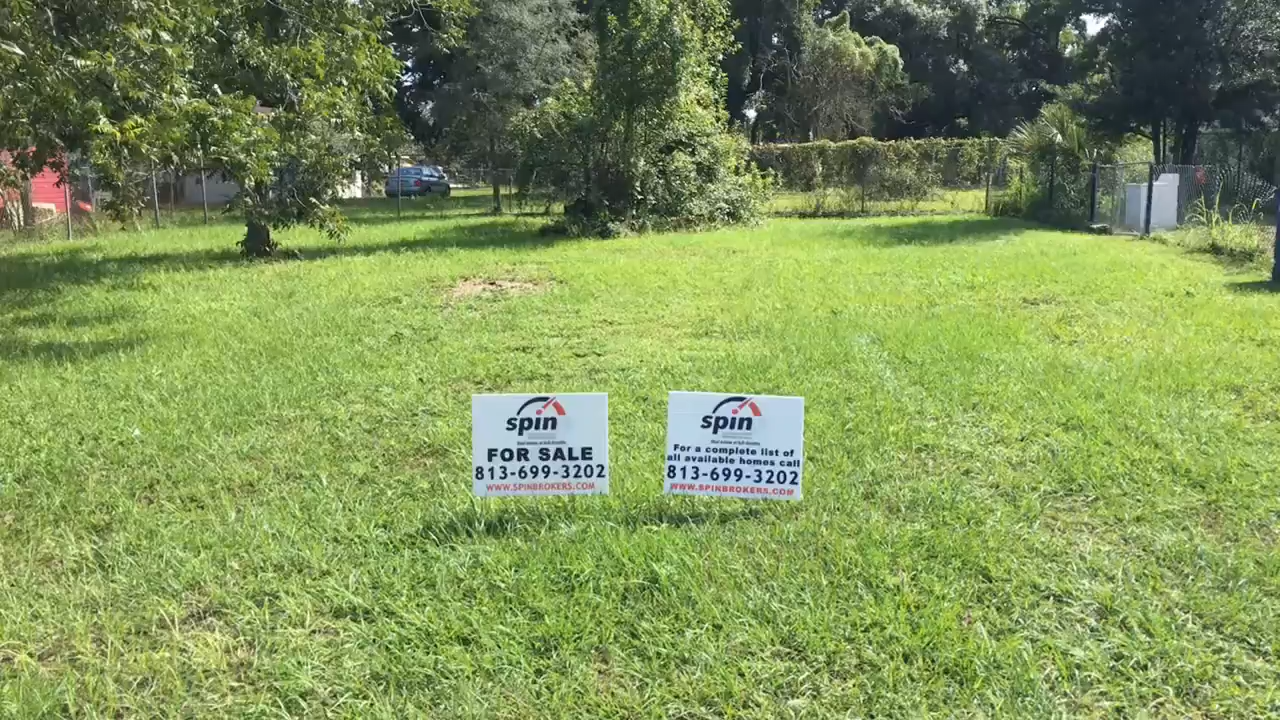 spin
FOR SALE
813-699-3202
WWW.SPINBROKERS.COM
spin
For a complete list of
all available homes call
813-699-3202
WWW.SPINBROKERS.COM